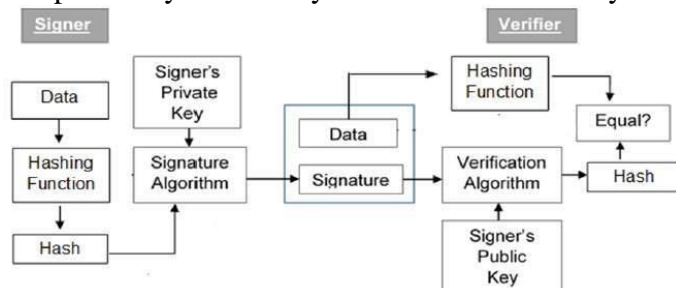 Signer
Verifier
Data
Hashing
Function
Hash
Signer's
Private
Key
Signature
Algorithm
Data
Signature
Hashing
Function
Equal?
Verification
Algorithm
Hash
Signer's
Public
Key